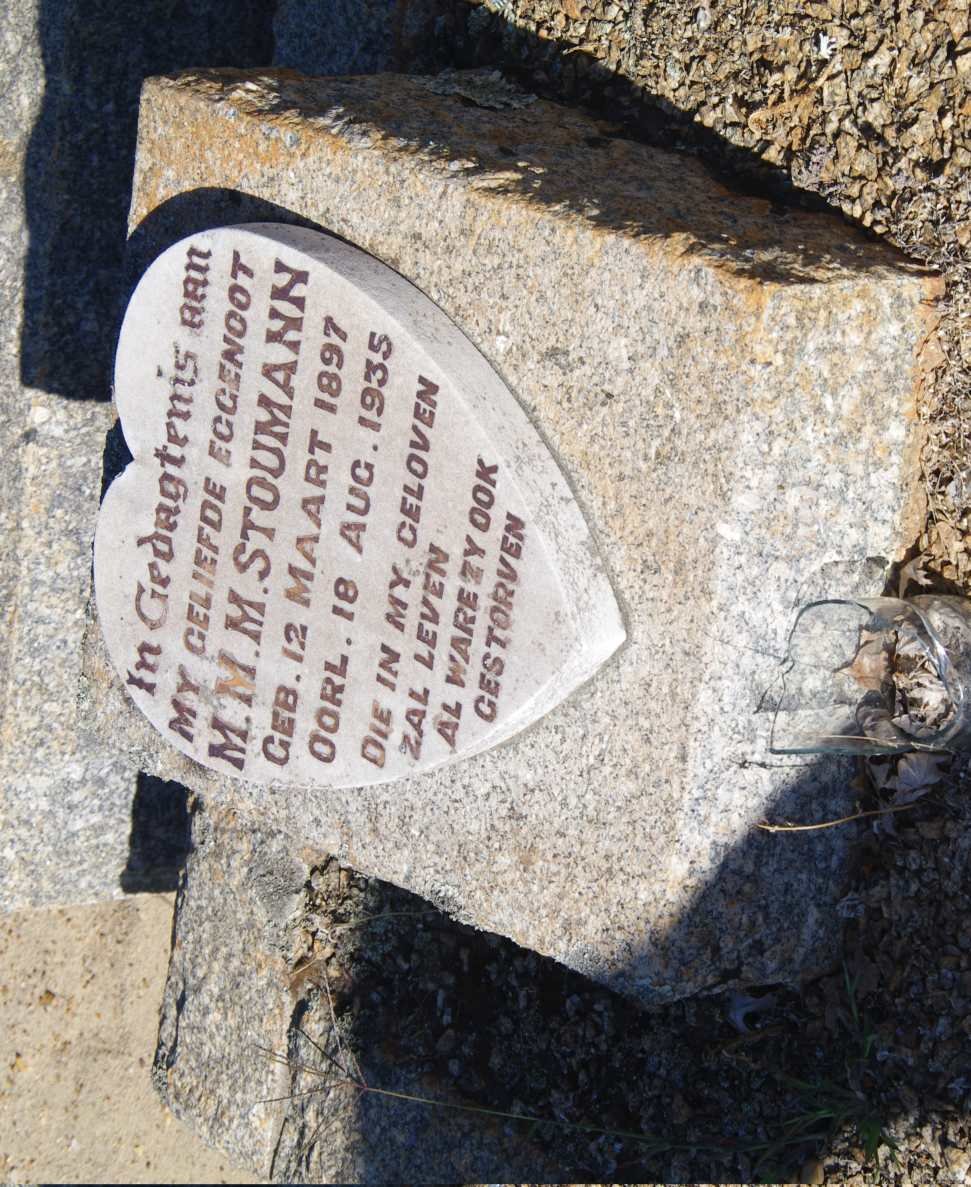 In Gedagtenis aan
MY GELIEFDE EGGENOOT
M.M.STOUMANN
GEB. 12 MAART 1897
OORL. 18 AUG. 1935
DIE IN MY GELOVEN
ZAL LEVEN
AL WARE ZY OOK
GESTORVEN